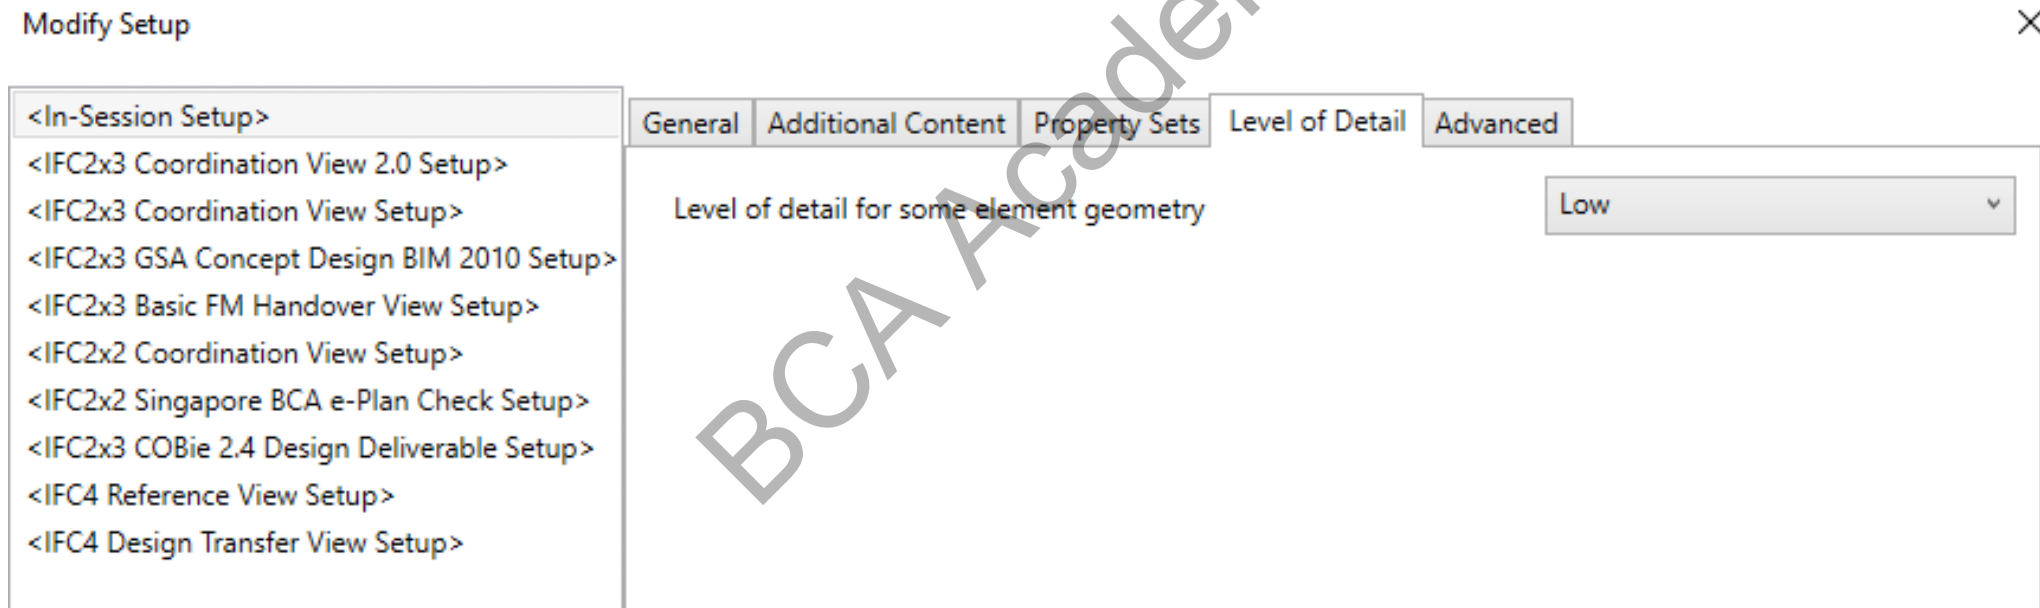 Modify Setup
<In-Session Setup>
<IFC2x3 Coordination View 2.0 Setup>
<IFC2x3 Coordination View Setup>
<IFC2x3 GSA Concept Design BIM 2010 Setup>
<IFC2x3 Basic FM Handover View Setup>
<IFC2x2 Coordination View Setup>
<IFC2x2 Singapore BCA e-Plan Check Setup>
<IFC2x3 COBie 2.4 Design Deliverable Setup>
<IFC4 Reference View Setup>
<IFC4 Design Transfer View Setup>
General Additional Content Property Sets Level of Detail Advanced
Level of detail for some element geometry Low
BCA